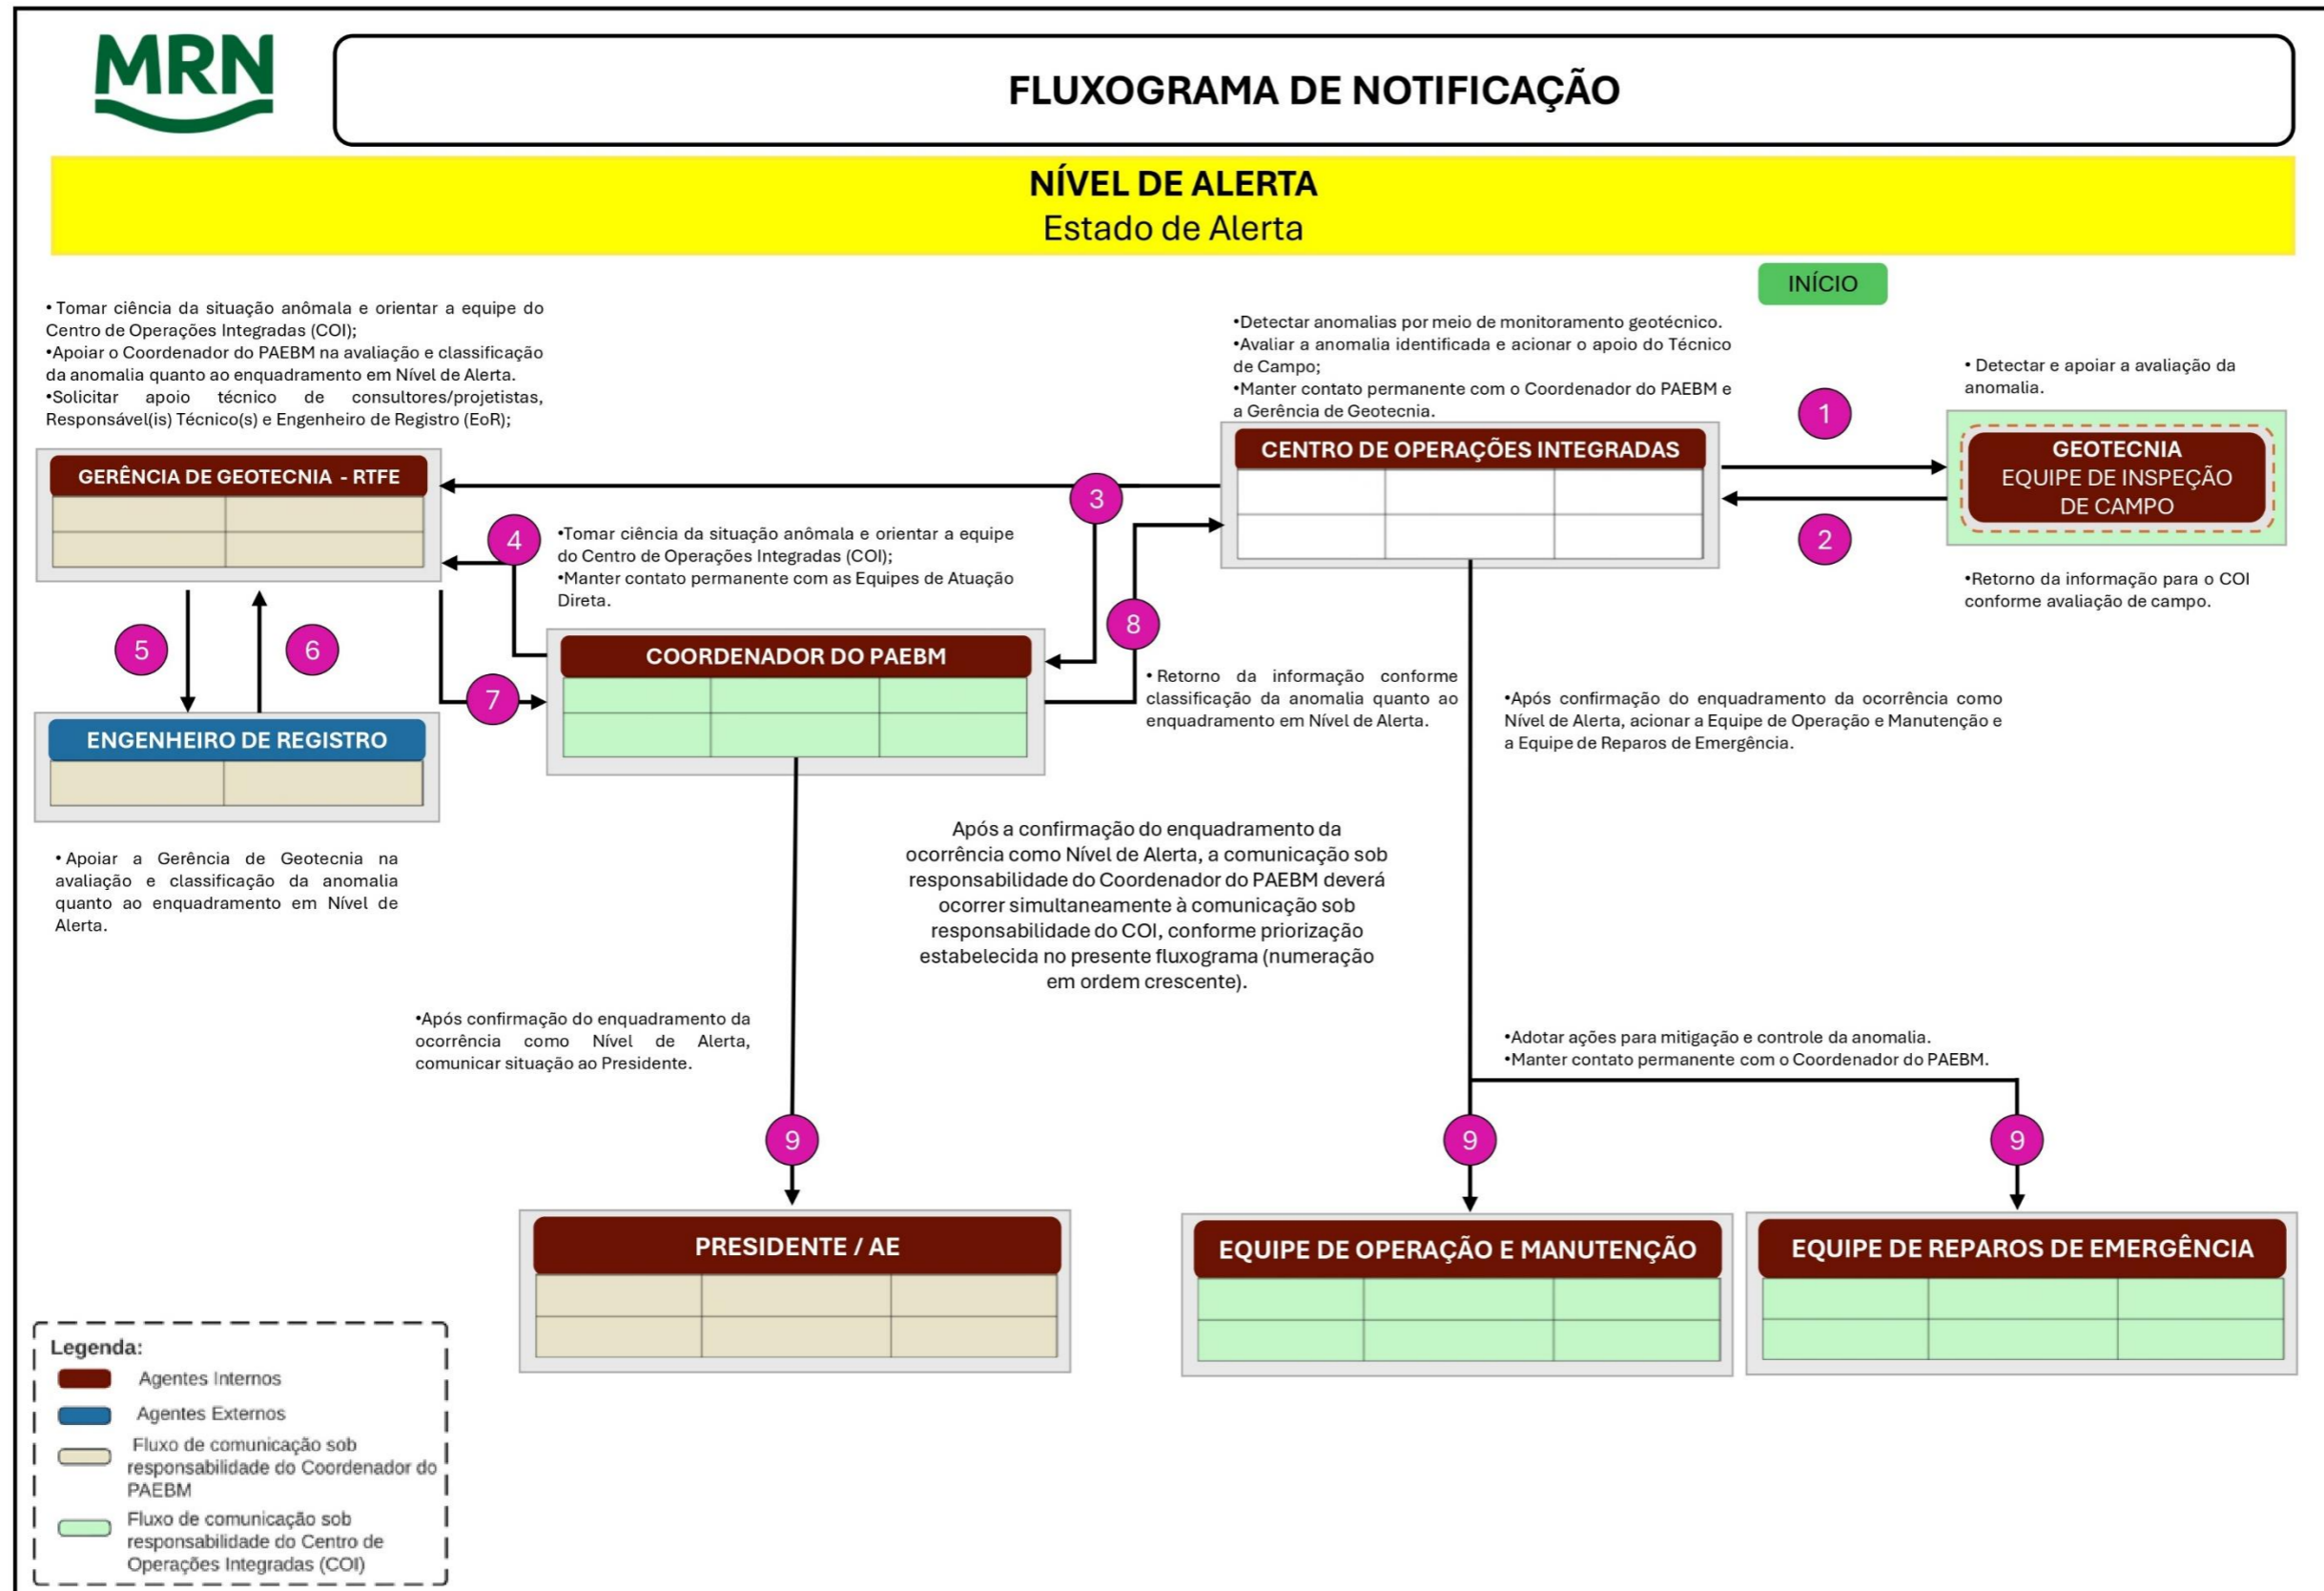 MRN
FLUXOGRAMA DE NOTIFICAÇÃO
NÍVEL DE ALERTA
Estado de Alerta
INÍCIO
• Tomar ciência da situação anômala e orientar a equipe do
Centro de Operações Integradas (COI);
•Apoiar o Coordenador do PAEBM na avaliação e classificação
da anomalia quanto ao enquadramento em Nível de Alerta.
•Solicitar apoio técnico de consultores/projetistas,
Responsável(is) Técnico(s) e Engenheiro de Registro (EoR);
•Detectar anomalias por meio de monitoramento geotécnico.
•Avaliar a anomalia identificada e acionar o apoio do Técnico
de Campo;
•Manter contato permanente com o Coordenador do PAEBM e
a Gerência de Geotecnia.
• Detectar e apoiar a avaliação da
anomalia.
1
GERÊNCIA DE GEOTECNIA - RTFE
CENTRO DE OPERAÇÕES INTEGRADAS
GEOTECNIA
EQUIPE DE INSPEÇÃO
DE CAMPO
3
4
2
•Tomar ciência da situação anômala e orientar a equipe
do Centro de Operações Integradas (COI);
•Manter contato permanente com as Equipes de Atuação
Direta.
•Retorno da informação para o COI
conforme avaliação de campo.
8
5
6
COORDENADOR DO PAEBM
7
• Retorno da informação conforme
classificação da anomalia quanto ao
enquadramento em Nível de Alerta.
•Após confirmação do enquadramento da ocorrência como
Nível de Alerta, acionar a Equipe de Operação e Manutenção e
a Equipe de Reparos de Emergência.
ENGENHEIRO DE REGISTRO
• Apoiar a Gerência de Geotecnia na
avaliação e classificação da anomalia
quanto ao enquadramento em Nível de
Alerta.
Após a confirmação do enquadramento da
ocorrência como Nível de Alerta, a comunicação sob
responsabilidade do Coordenador do PAEBM deverá
ocorrer simultaneamente à comunicação sob
responsabilidade do COI, conforme priorização
estabelecida no presente fluxograma (numeração
em ordem crescente).
•Após confirmação do enquadramento da
ocorrência como Nível de Alerta,
comunicar situação ao Presidente.
•Adotar ações para mitigação e controle da anomalia.
•Manter contato permanente com o Coordenador do PAEBM.
9
9
9
PRESIDENTE / AE
EQUIPE DE OPERAÇÃO E MANUTENÇÃO
EQUIPE DE REPAROS DE EMERGÊNCIA
Legenda:
Agentes Internos
Agentes Externos
Fluxo de comunicação sob
responsabilidade do Coordenador do
PAEBM
Fluxo de comunicação sob
responsabilidade do Centro de
Operações Integradas (COI)